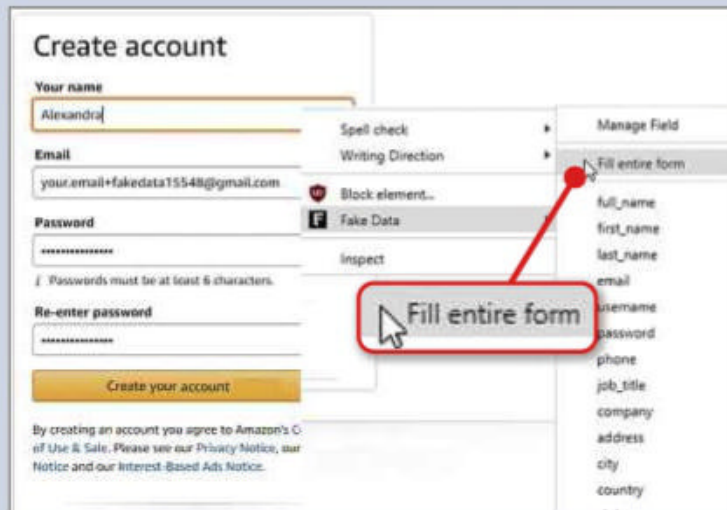 Create account
Your name
Alexandra
Email
your.email+fakedata15548@gmail.com
Password
i Passwords must be at least 6 characters.
Re-enter password
Create your account
By creating an account you agree to Amazon's C
of Use & Sale. Please see our Privacy Notice, our
Notice and our Interest-Based Ads Notice.
Spell check
Writing Direction
Block element...
Fake Data
Inspect
Manage Field
Fill entire form
full_name
first_name
last_name
email
username
password
phone
job_title
company
address
city
country
Fill entire form